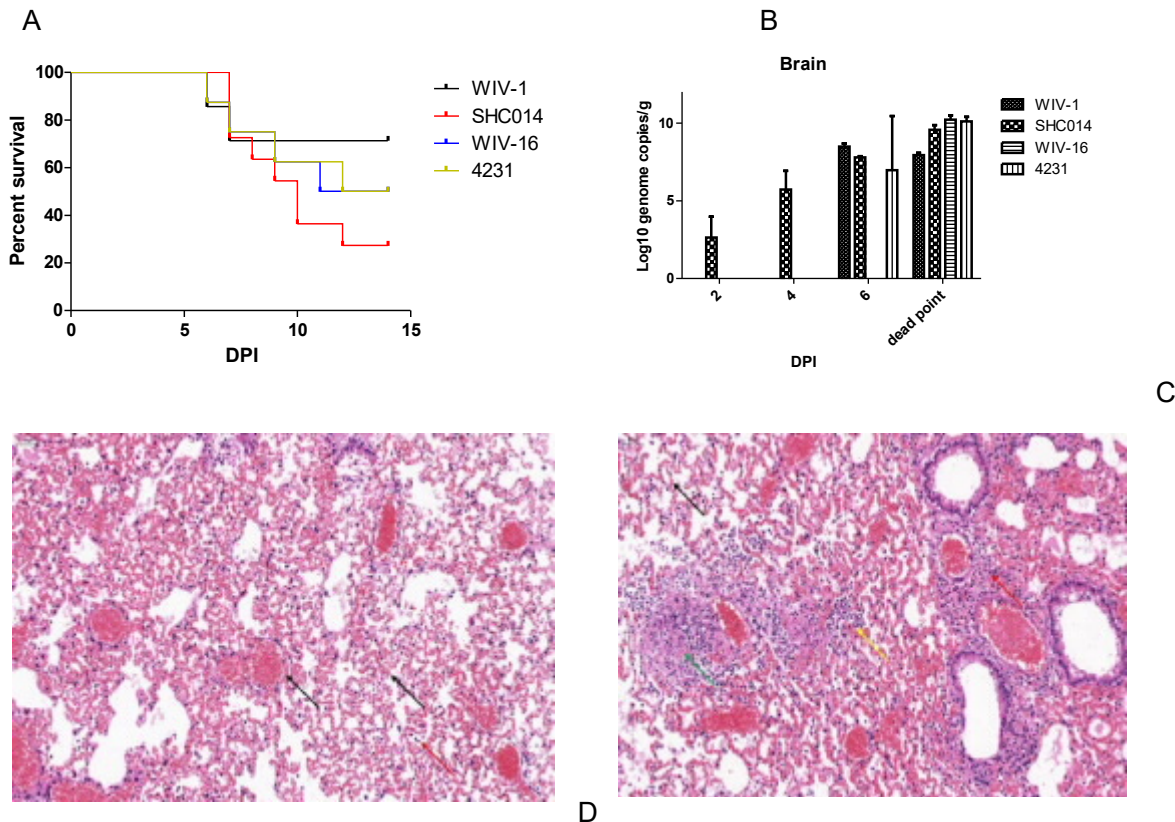 A
B
100
80
60
40
20
0
Percent survival
0
5
10
15
DPI
WIV-1
SHC014
WIV-16
4231
Brain
10
5
0
Log10 genome copies/g
2
4
6
dead point
DPI
WIV-1
SHC014
WIV-16
4231
C
D